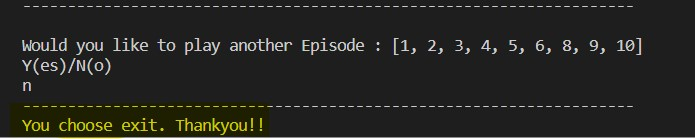 --------------------------------------------------------------
Would you like to play another Episode : [1, 2, 3, 4, 5, 6, 8, 9, 10]
Y(es)/N(o)
n
--------------------------------------------------------------
You choose exit. Thankyou!!